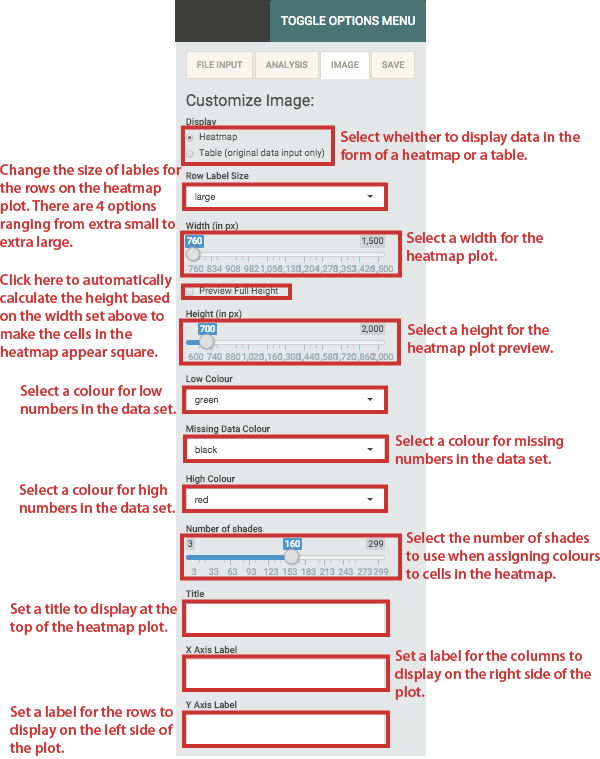 TOGGLE OPTIONS MENU
FILE INPUT
ANALYSIS
IMAGE
SAVE
Customize Image:
Display
Heatmap
Table (original data input only)
Select wheither to display data in the
form of a heatmap or a table.
Change the size of lables for
the rows on the heatmap
plot. There are 4 options
ranging from extra small to
extra large.
Row Label Size
large
Width (in px)
760
1,500
760 834 908 982 1,056 1,130 1,204 1,278 1,352 1,426 1,500
Select a width for the
heatmap plot.
Click here to automatically
calculate the height based
on the width set above to
make the cells in the
heatmap appear square.
Preview Full Height
Height (in px)
700
2,000
600 740 880 1,020 1,160 1,300 1,440 1,580 1,720 1,860 2,000
Select a height for the
heatmap plot preview.
Select a colour for low
numbers in the data set.
Low Colour
green
Missing Data Colour
black
Select a colour for missing
numbers in the data set.
Select a colour for high
numbers in the data set.
High Colour
red
Number of shades
3
160
299
3 33 63 93 123 153 183 213 243 273 299
Select the number of shades
to use when assigning colours
to cells in the heatmap.
Set a title to display at the
top of the heatmap plot.
Title
X Axis Label
Set a label for the columns to
display on the right side of the
plot.
Set a label for the rows to
display on the left side of
the plot.
Y Axis Label